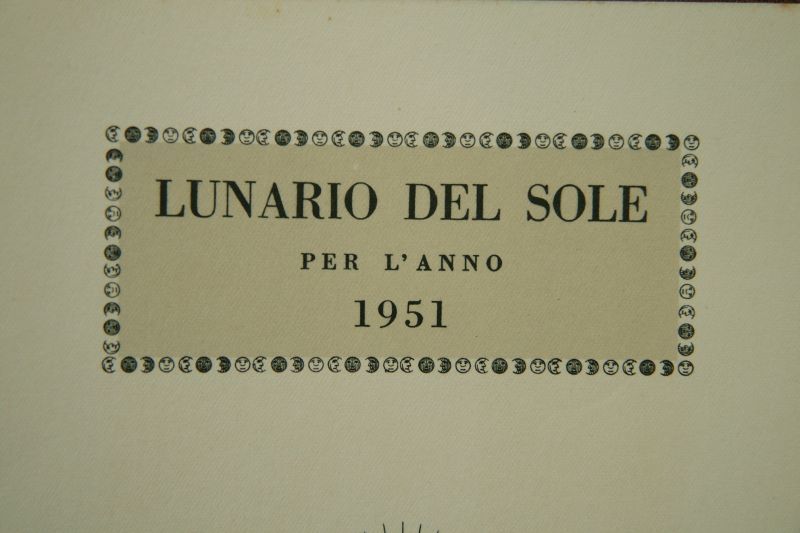 LUNARIO DEL SOLE
PER L'ANNO
1951